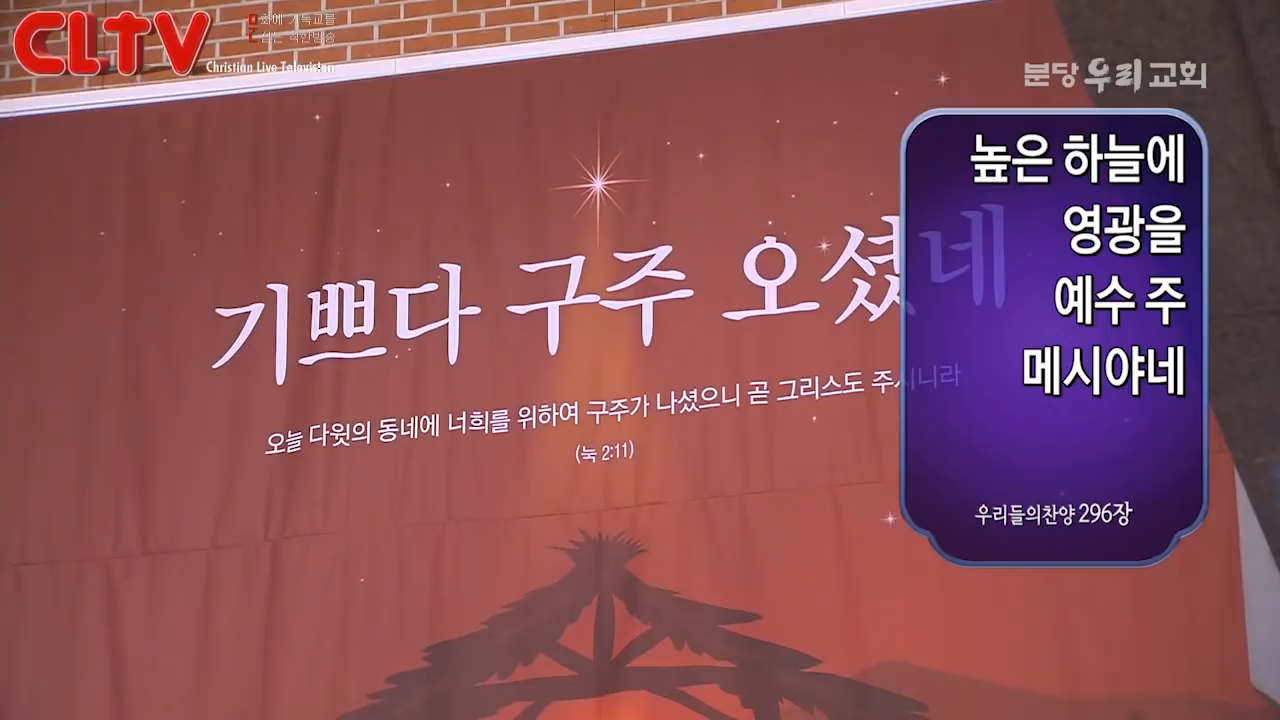 CLTV
Christian Live Television
분당우리교회
높은 하늘에
영광을
예수 주
메시야네
우리들의찬양 296장
기쁘다 구주 오셨네
오늘 다윗의 동네에 너희를 위하여 구주가 나셨으니 곧 그리스도 주시니라
(눅 2:11)